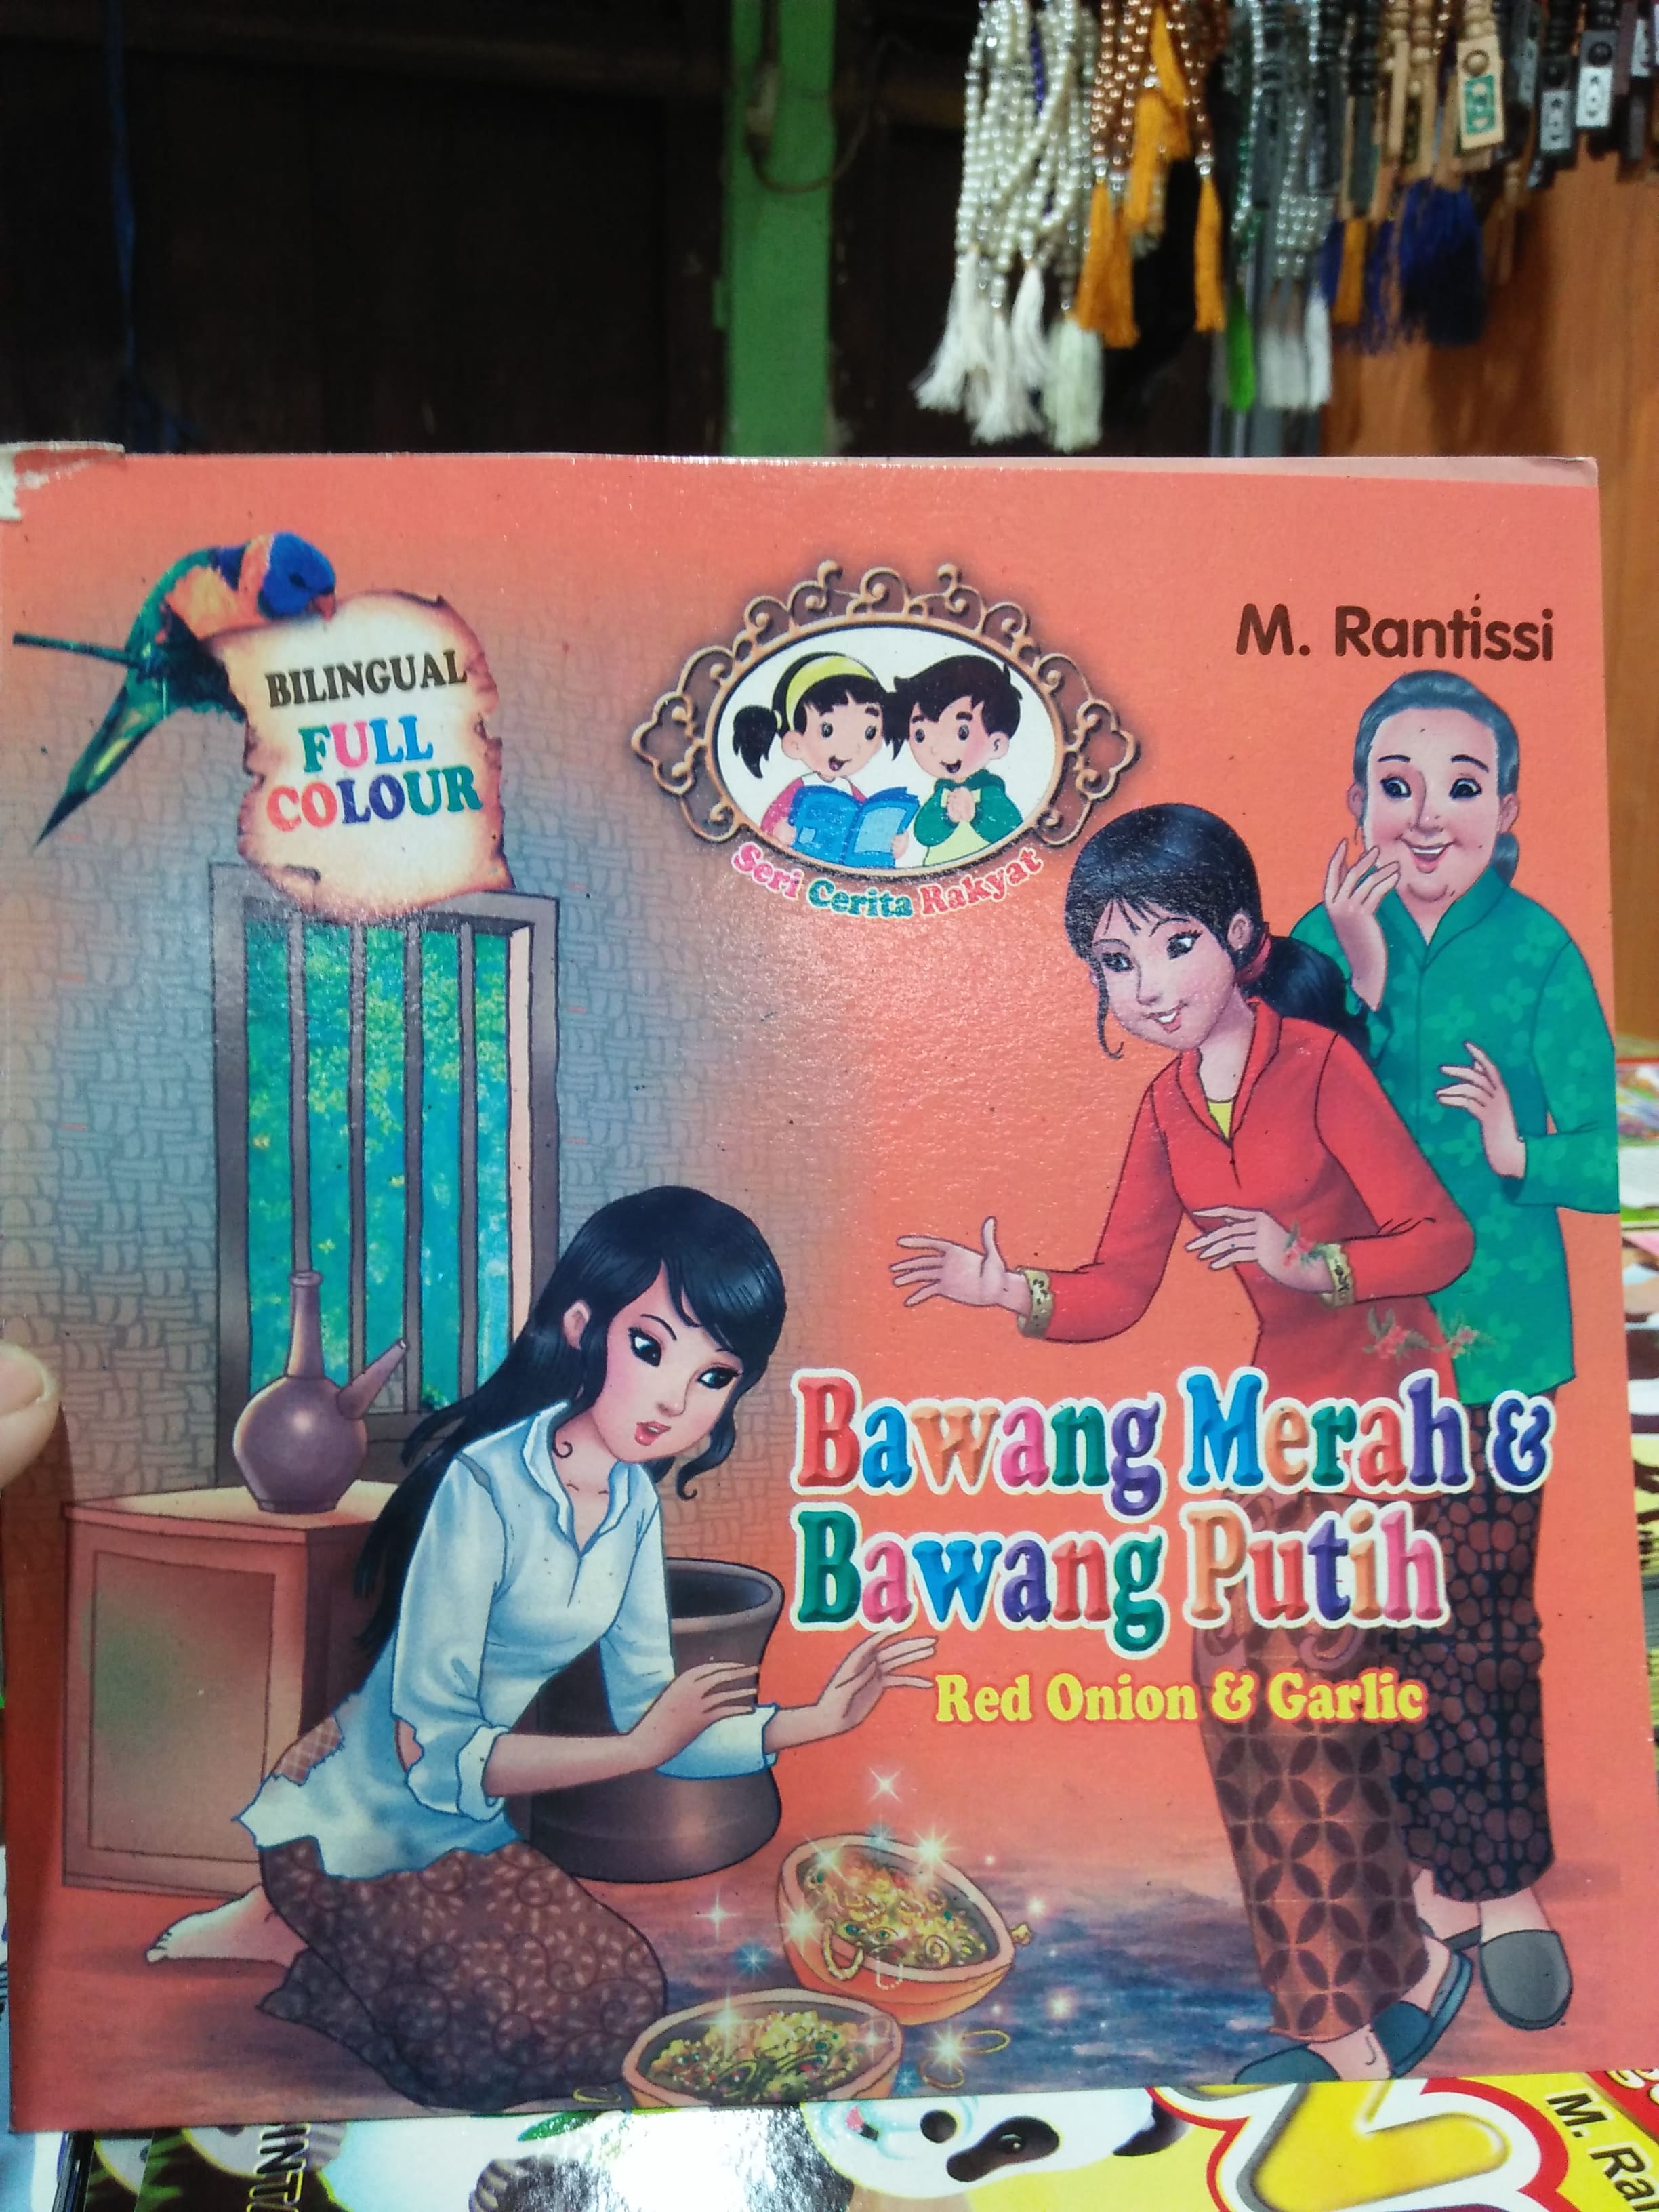 BILINGUAL
FULL
COLOUR
Seri Cerita Rakyat
M. Rantissi
Bawang Merah &
Bawang Putih
Red Onion & Garlic